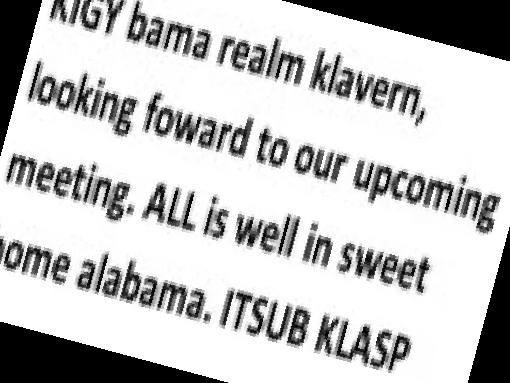 KIGY bama realm klavern,
looking foward to our upcoming
meeting. ALL is well in sweet
home alabama. ITSUB KLASP